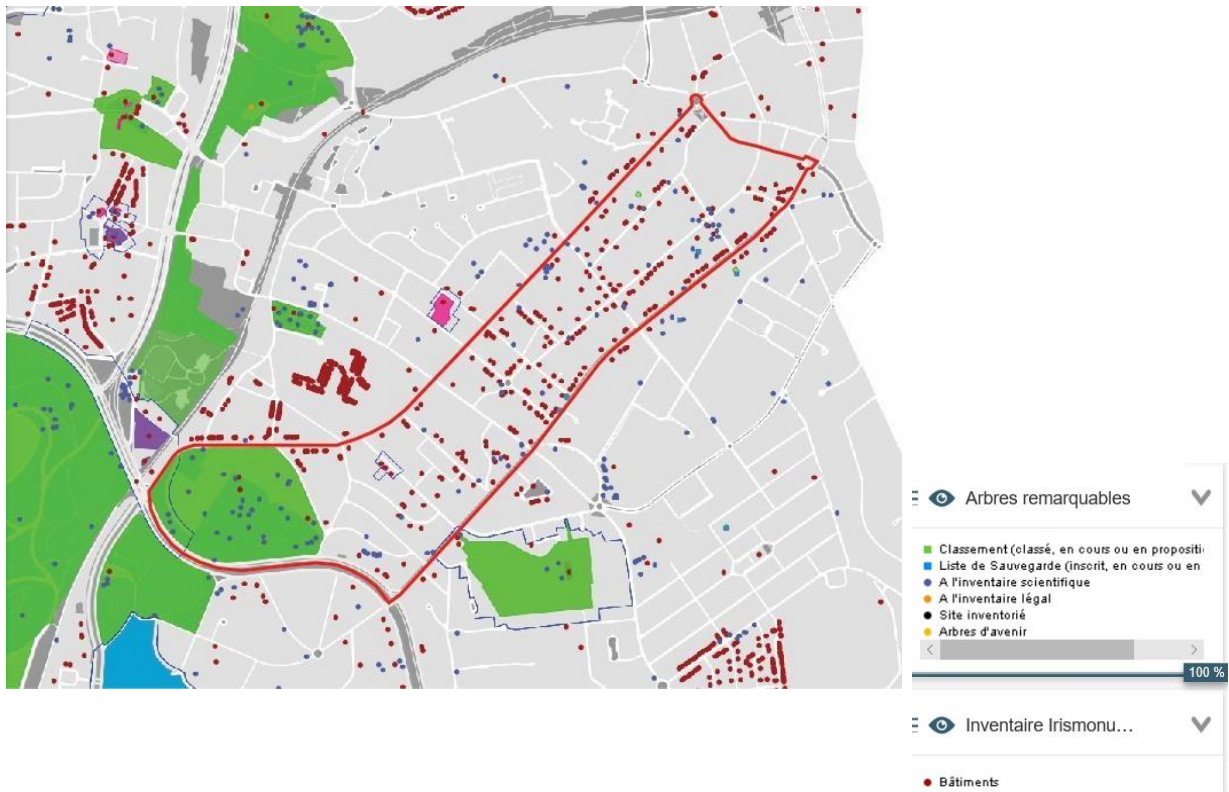 Arbres remarquables
Classement (classé, en cours ou en propositi
Liste de Sauvegarde (inscrit, en cours ou en
A l'inventaire scientifique
A l'inventaire légal
Site inventorié
Arbres d'avenir
100 %
Inventaire Irismonu...
Bâtiments